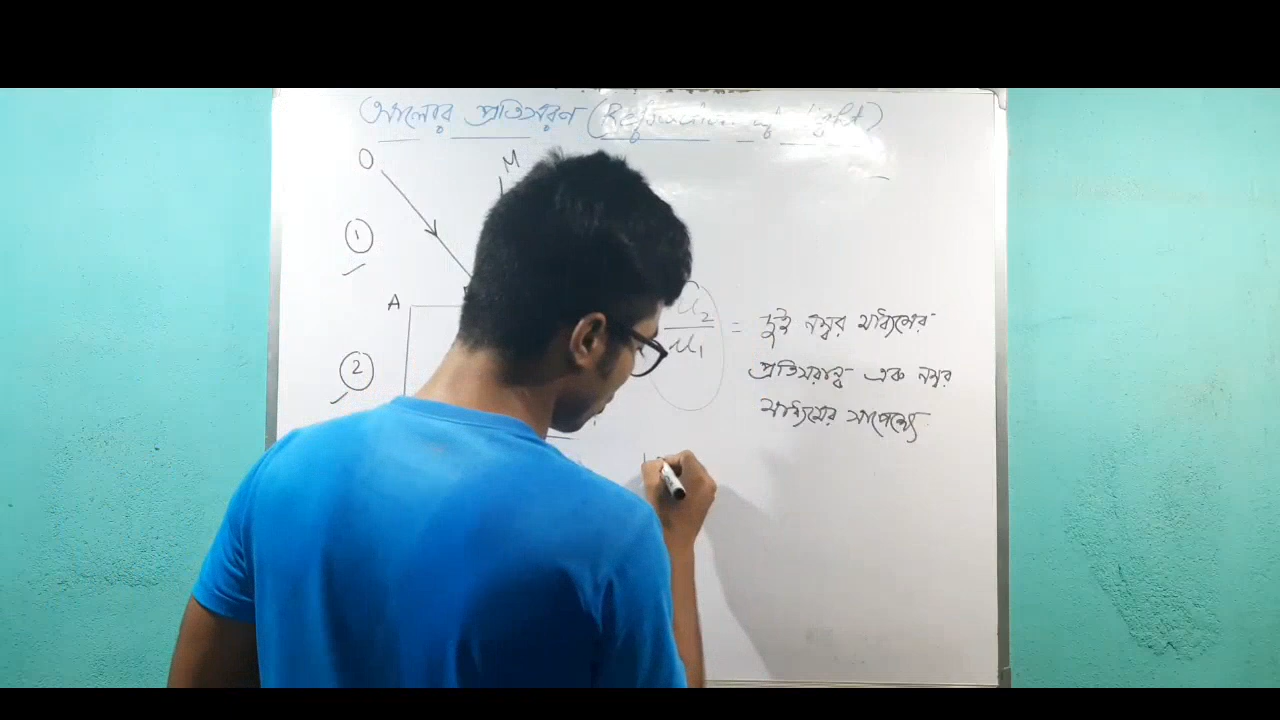 আলোর প্রতিসরণ (Refraction of Light)
O
M
1
A
μ2
μ1
= দুই নম্বর মাধ্যমের
প্রতিসরাঙ্ক এক নম্বর
মাধ্যমের সাপেক্ষে
2